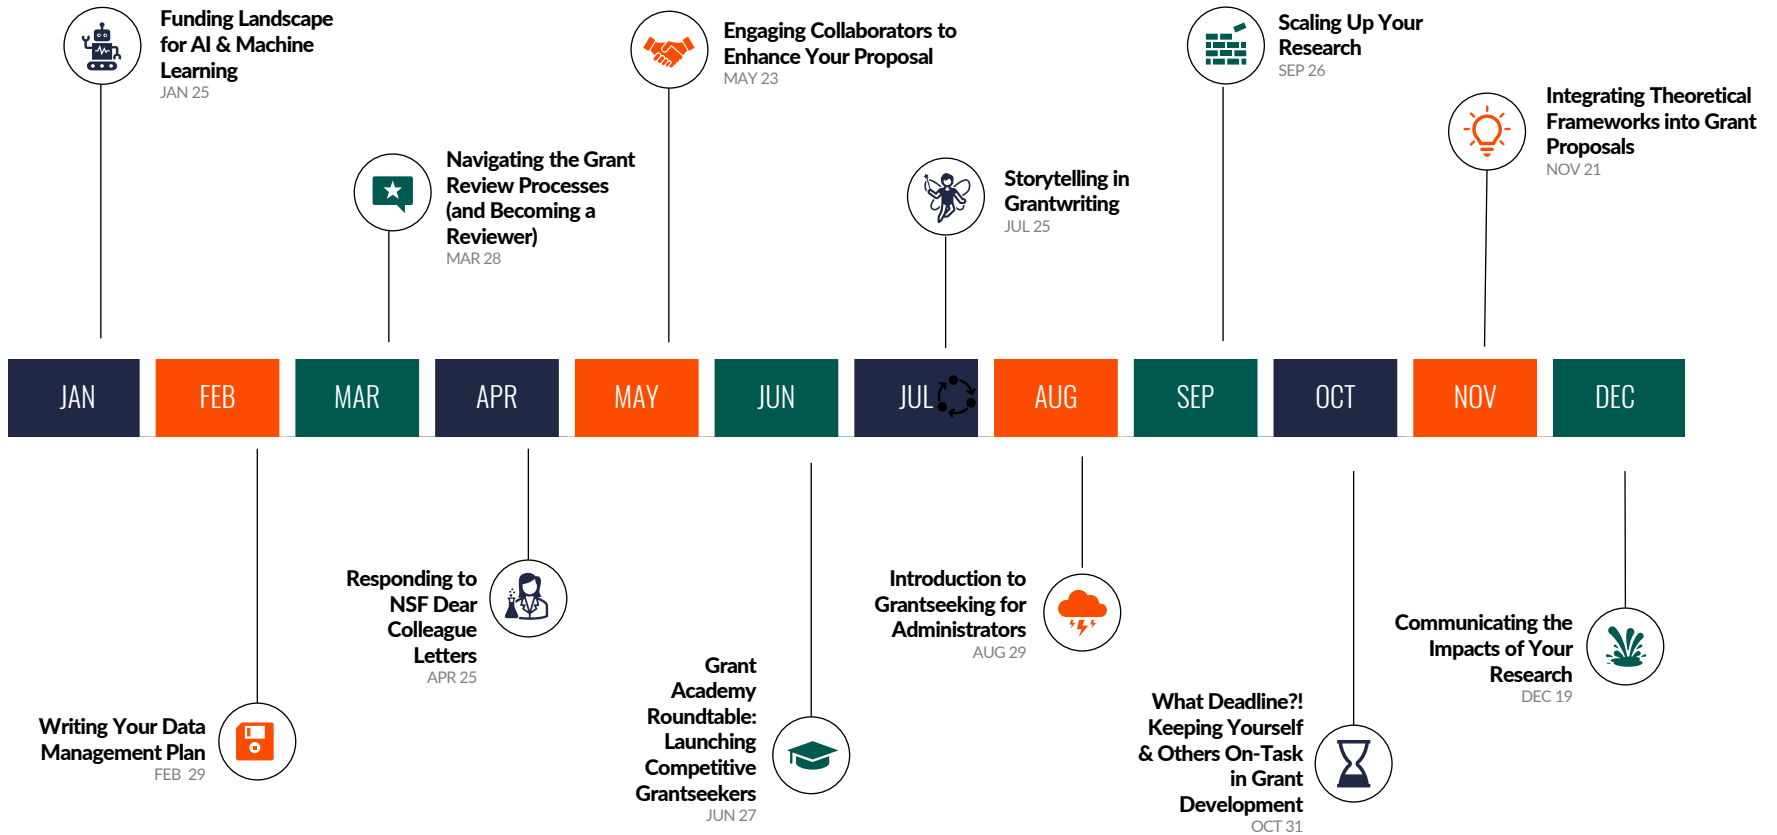 Funding Landscape
for AI & Machine
Learning
JAN 25
Navigating the Grant
Review Processes
(and Becoming a
Reviewer)
MAR 28
Engaging Collaborators to
Enhance Your Proposal
MAY 23
Storytelling in
Grantwriting
JUL 25
Scaling Up Your
Research
SEP 26
Integrating Theoretical
Frameworks into Grant
Proposals
NOV 21
JAN
FEB
MAR
APR
MAY
JUN
JUL
AUG
SEP
OCT
NOV
DEC
Writing Your Data
Management Plan
FEB 29
Responding to
NSF Dear
Colleague
Letters
APR 25
Grant
Academy
Roundtable:
Launching
Competitive
Grantseekers
JUN 27
Introduction to
Grantseeking for
Administrators
AUG 29
What Deadline?!
Keeping Yourself
& Others On-Task
in Grant
Development
OCT 31
Communicating the
Impacts of Your
Research
DEC 19